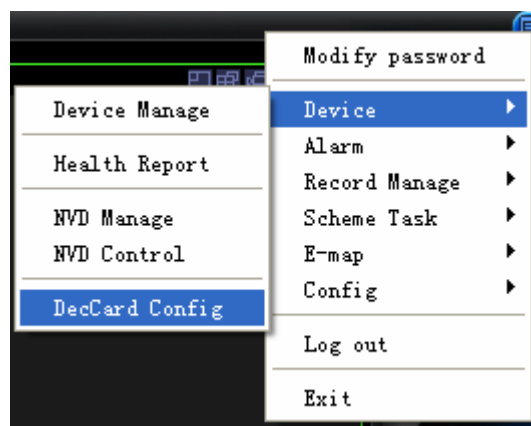 Modify password
Device
Alarm
Record Manage
Scheme Task
E-map
Config
Log out
Exit
Device Manage
Health Report
NVD Manage
NVD Control
DecCard Config